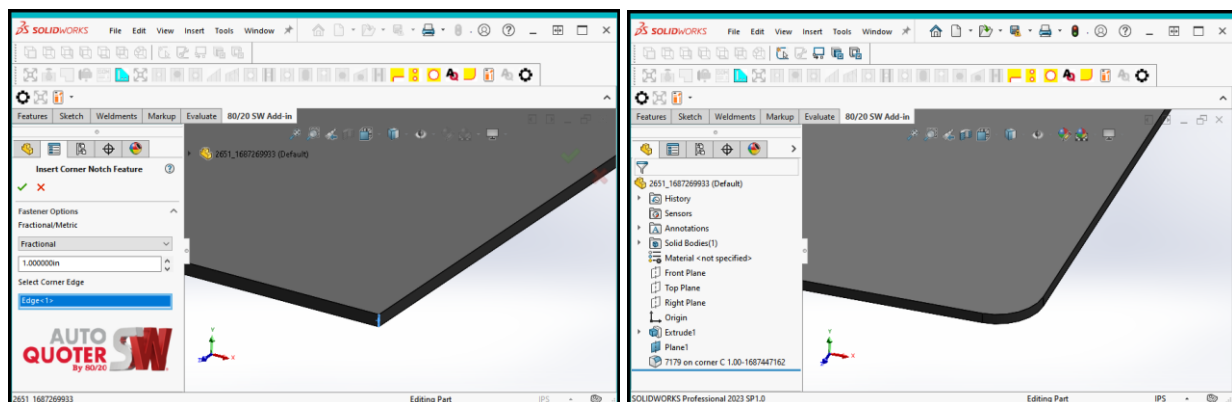 SOLIDWORKS File Edit View Insert Tools Window
Features Sketch Weldments Markup Evaluate 80/20 SW Add-in
2651_1687269933 (Default)
Insert Corner Notch Feature
Fastener Options
Fractional/Metric
Fractional
1.000000in
Select Corner Edge
Edge<1>
AUTO
QUOTER
By 80/20
SW
Y
X
Z
2651_1687269933 Editing Part IPS
SOLIDWORKS File Edit View Insert Tools Window
Features Sketch Weldments Markup Evaluate 80/20 SW Add-in
2651_1687269933 (Default)
History
Sensors
Annotations
Solid Bodies(1)
Material <not specified>
Front Plane
Top Plane
Right Plane
Origin
Extrude1
Plane1
7179 on corner C 1.00-1687447162
Y
X
Z
SOLIDWORKS Professional 2023 SP1.0 Editing Part IPS